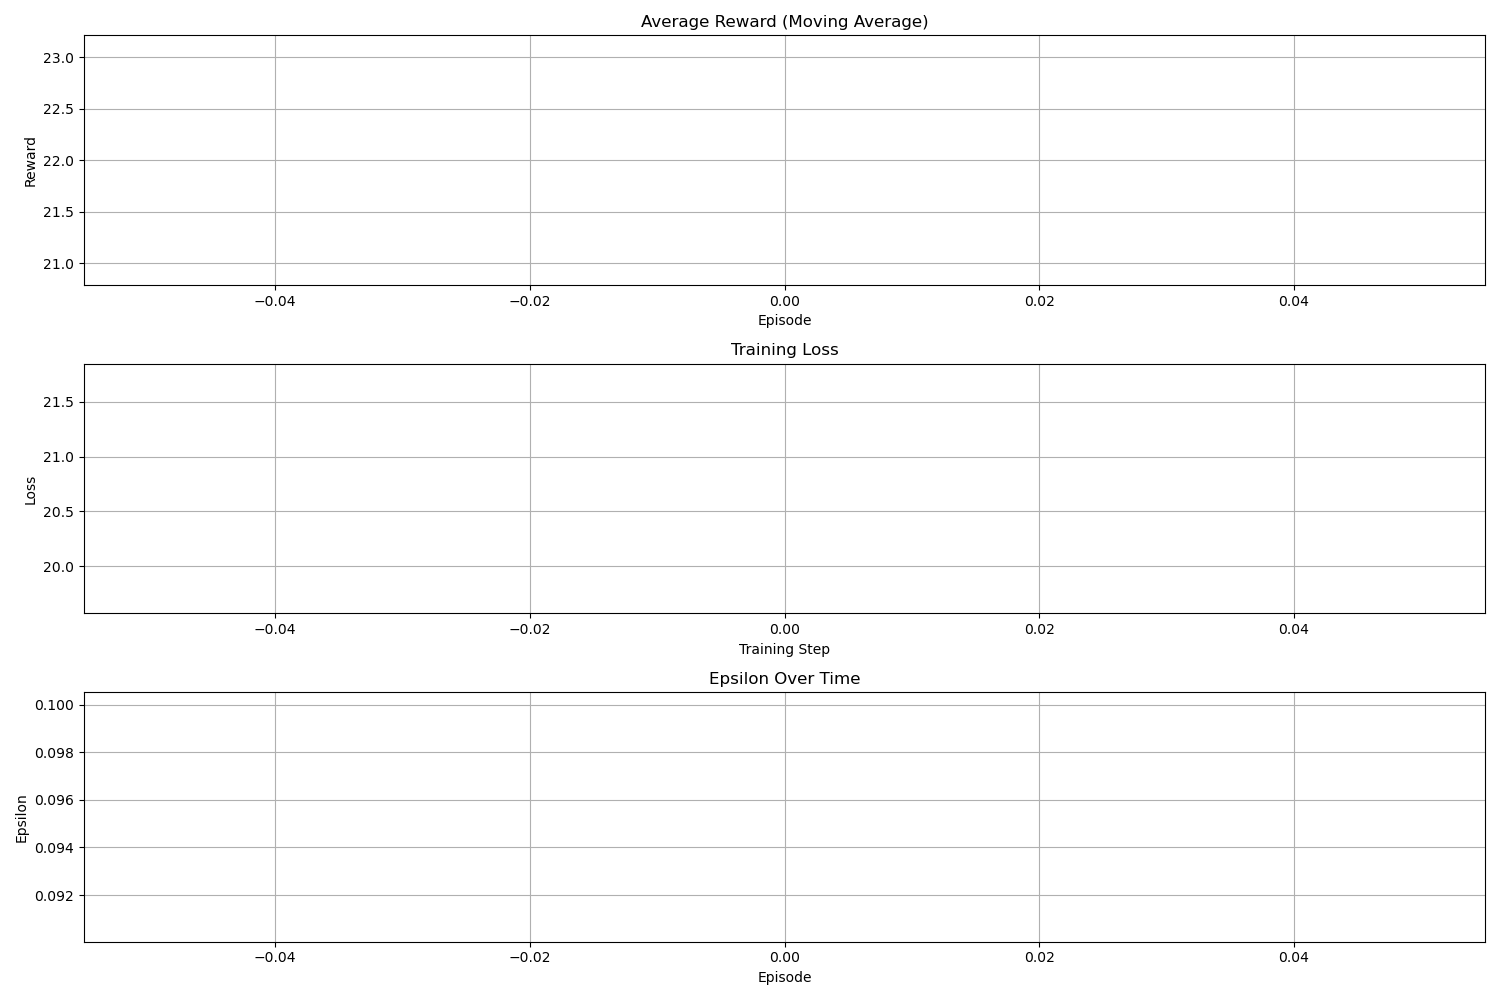 Average Reward (Moving Average)
23.0
22.5
22.0
21.5
21.0
Reward
−0.04 −0.02 0.00 0.02 0.04
Episode
Training Loss
21.5
21.0
20.5
20.0
Loss
−0.04 −0.02 0.00 0.02 0.04
Training Step
Epsilon Over Time
0.100
0.098
0.096
0.094
0.092
Epsilon
−0.04 −0.02 0.00 0.02 0.04
Episode